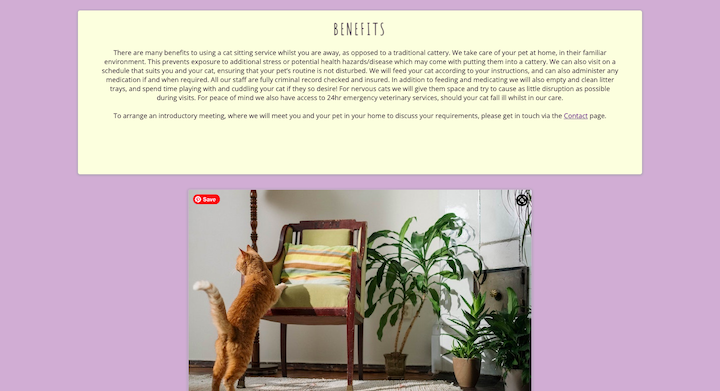 BENEFITS
There are many benefits to using a cat sitting service whilst you are away, as opposed to a traditional cattery. We take care of your pet at home, in their familiar
environment. This prevents exposure to additional stress or potential health hazards/disease which may come with putting them into a cattery. We can also visit on a
schedule that suits you and your cat, ensuring that your pet's routine is not disturbed. We will feed your cat according to your instructions, and can also administer any
medication if and when required. All our staff are fully criminal record checked and insured. In addition to feeding and medicating we will also empty and clean litter
trays, and spend time playing with and cuddling your cat if they so desire! For nervous cats we will give them space and try to cause as little disruption as possible
during visits. For peace of mind we also have access to 24hr emergency veterinary services, should your cat fall ill whilst in our care.
To arrange an introductory meeting, where we will meet you and your pet in your home to discuss your requirements, please get in touch via the Contact page.
Save